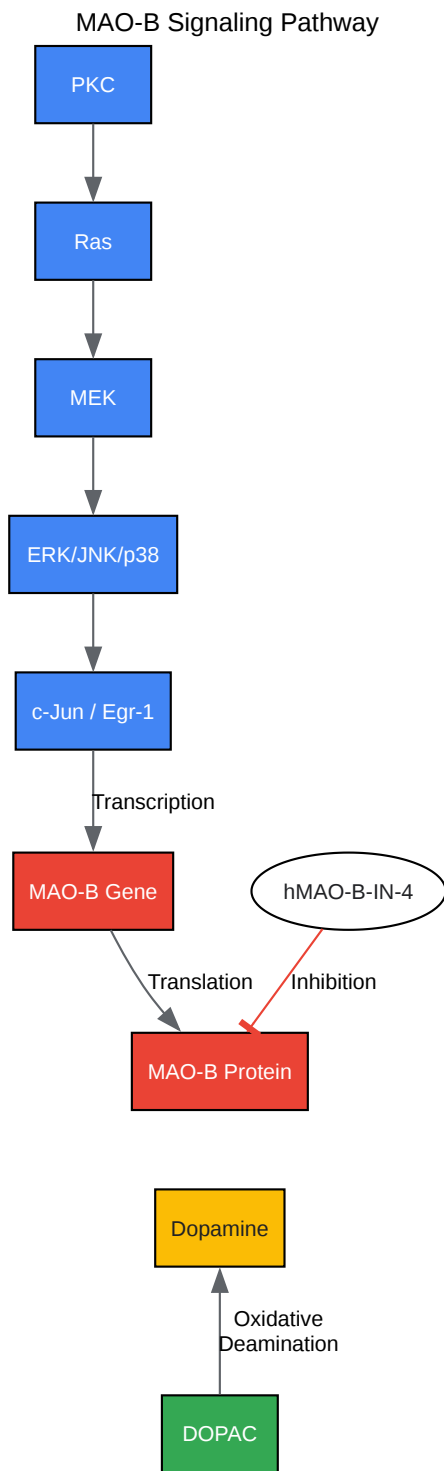 MAO-B Signaling Pathway
PKC
Ras
MEK
ERK/JNK/p38
c-Jun / Egr-1
Transcription
MAO-B Gene
hMAO-B-IN-4
Translation
Inhibition
MAO-B Protein
Dopamine
Oxidative
Deamination
DOPAC